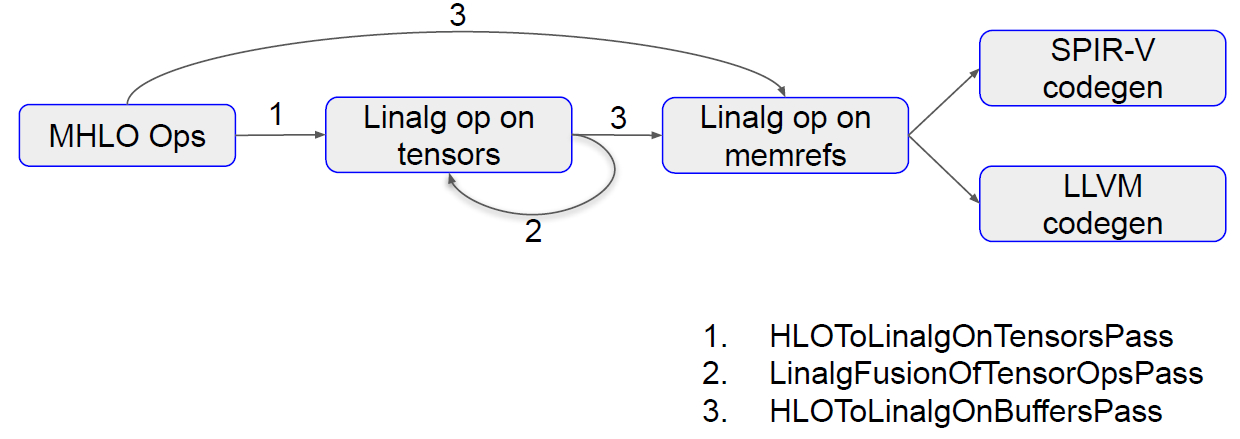 3
MHLO Ops
1
Linalg op on
tensors
2
3
Linalg op on
memrefs
SPIR-V
codegen
LLVM
codegen
1. HLOToLinalgOnTensorsPass
2. LinalgFusionOfTensorOpsPass
3. HLOToLinalgOnBuffersPass